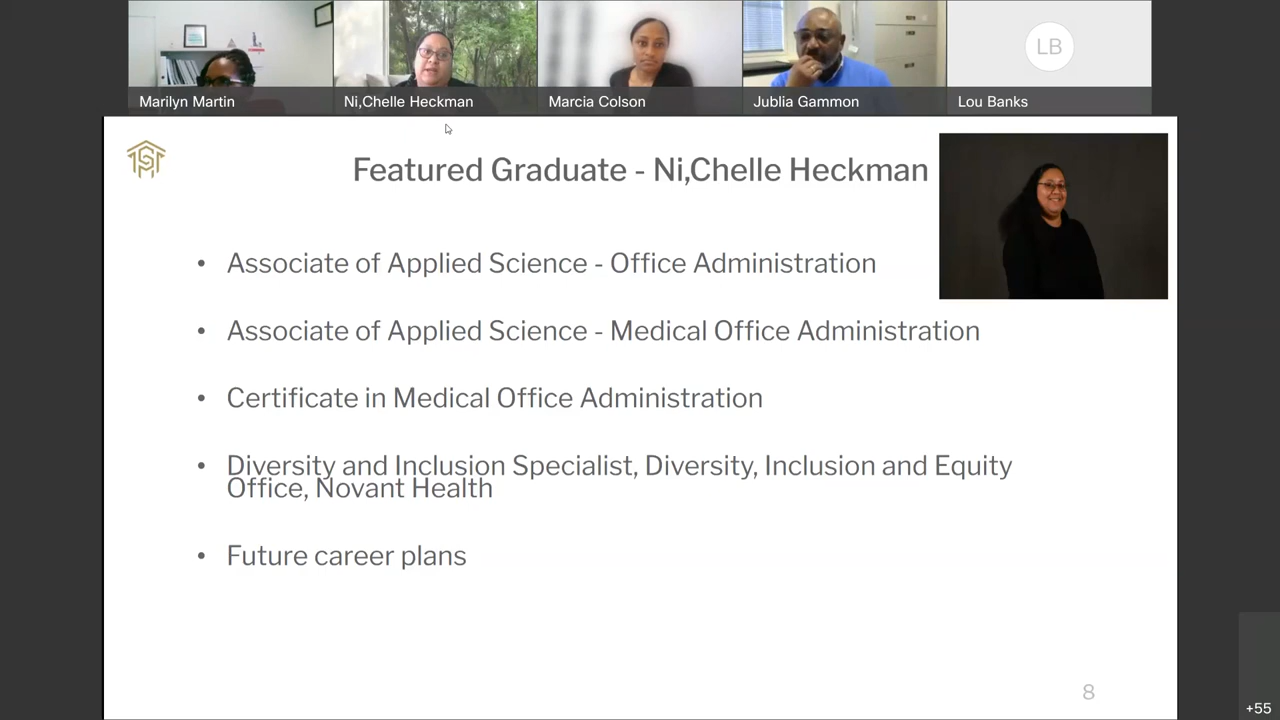 Marilyn Martin
Ni,Chelle Heckman
Marcia Colson
Jublia Gammon
LB
Lou Banks
Featured Graduate - Ni,Chelle Heckman
• Associate of Applied Science - Office Administration
• Associate of Applied Science - Medical Office Administration
• Certificate in Medical Office Administration
• Diversity and Inclusion Specialist, Diversity, Inclusion and Equity
Office, Novant Health
• Future career plans
8
+55